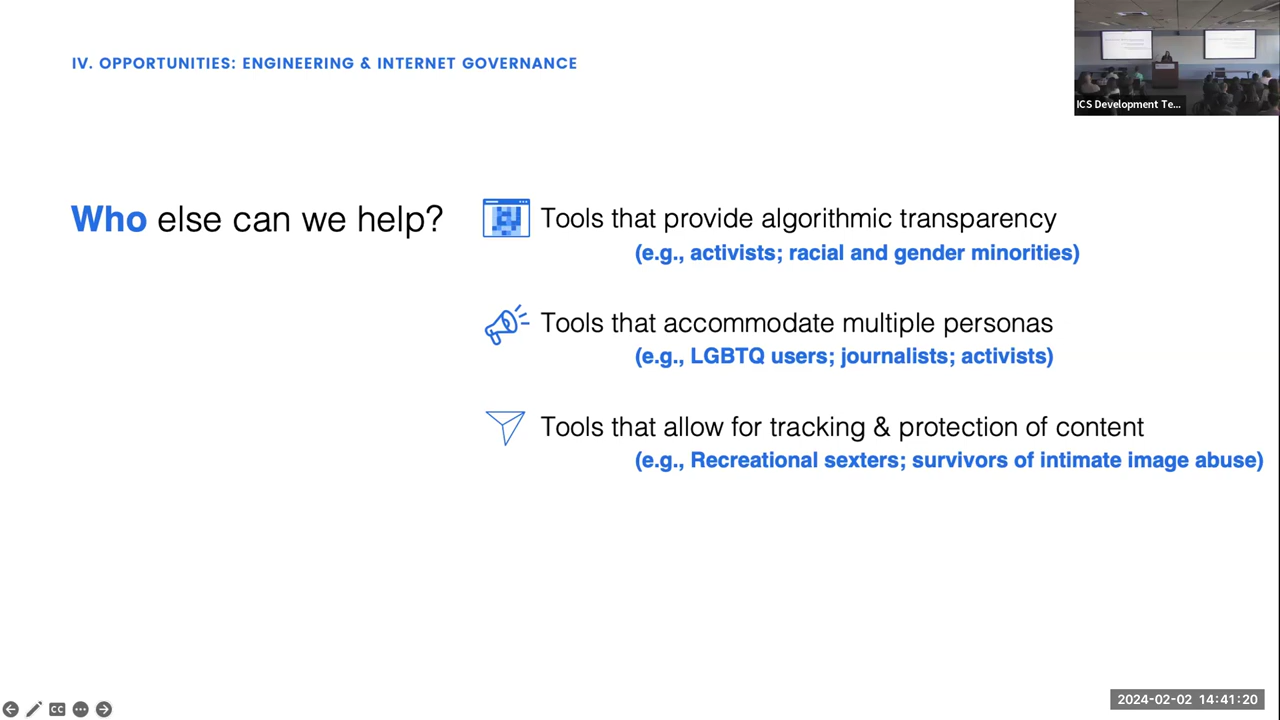 IV. OPPORTUNITIES: ENGINEERING & INTERNET GOVERNANCE
ICS Development Te...
Who else can we help?
Tools that provide algorithmic transparency
(e.g., activists; racial and gender minorities)
Tools that accommodate multiple personas
(e.g., LGBTQ users; journalists; activists)
Tools that allow for tracking & protection of content
(e.g., Recreational sexters; survivors of intimate image abuse)
CC
2024-02-02 14:41:20